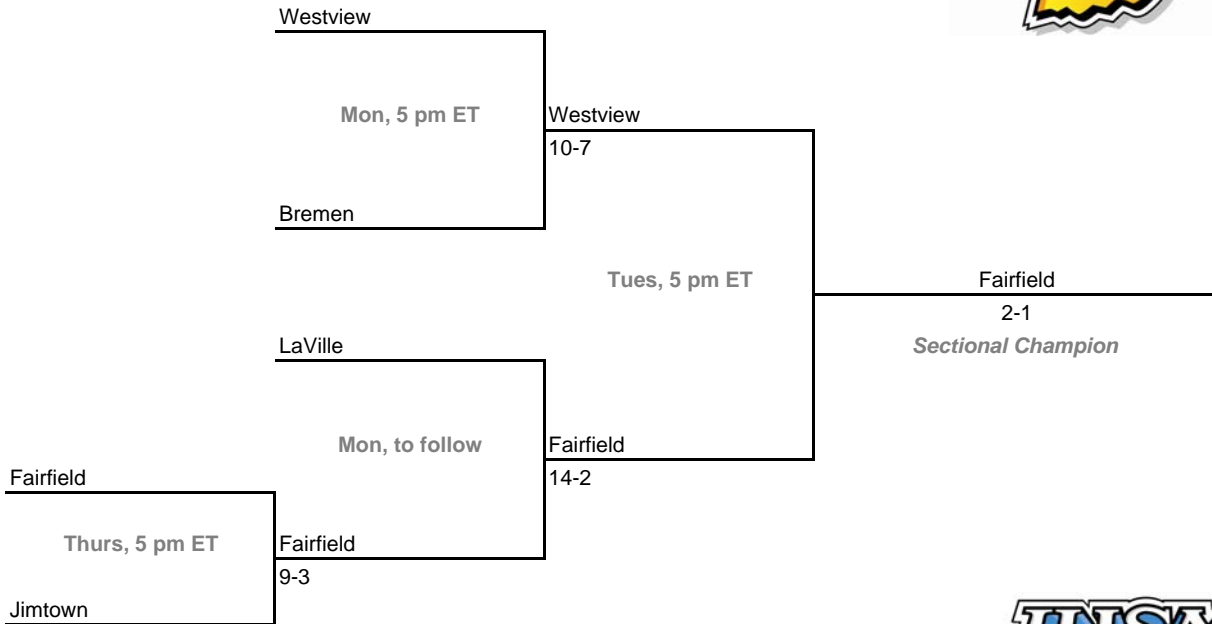 Westview
Mon, 5 pm ET
Westview
10-7
Bremen
Tues, 5 pm ET
Fairfield
2-1
Sectional Champion
LaVille
Mon, to follow
Fairfield
14-2
Fairfield
Thurs, 5 pm ET
Fairfield
9-3
Jimtown